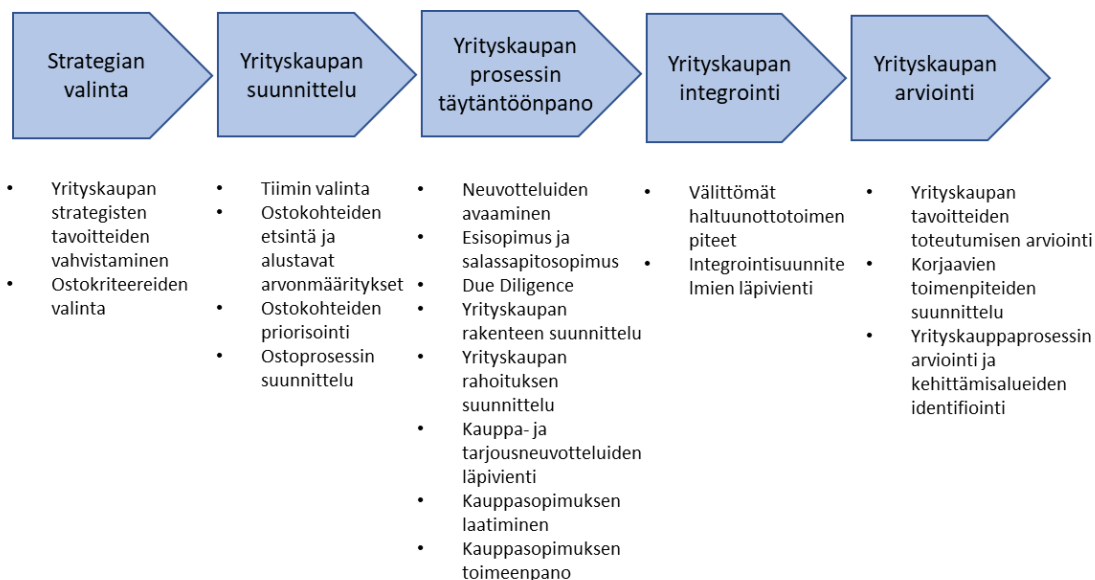 Strategian
valinta
Yrityskaupan
suunnittelu
Yrityskaupan
prosessin
täytäntöönpano
Yrityskaupan
integrointi
Yrityskaupan
arviointi
• Yrityskaupan
strategisten
tavoitteiden
vahvistaminen
• Ostokriteereiden
valinta
• Tiimin valinta
• Ostokohteiden
etsintä ja
alustavat
arvonmääritykset
• Ostokohteiden
priorisointi
• Ostoprosessin
suunnittelu
• Neuvotteluiden
avaaminen
• Esisopimus ja
salassapitosopimus
• Due Diligence
• Yrityskaupan
rakenteen suunnittelu
• Yrityskaupan
rahoituksen
suunnittelu
• Kauppa- ja
tarjousneuvotteluiden
läpivienti
• Kauppasopimuksen
laatiminen
• Kauppasopimuksen
toimeenpano
• Välittömät
haltuunottotoimen
piteet
• Integrointisuunnite
lmien läpivienti
• Yrityskaupan
tavoitteiden
toteutumisen arviointi
• Korjaavien
toimenpiteiden
suunnittelu
• Yrityskauppaprosessin
arviointi ja
kehittämisalueiden
identifiointi